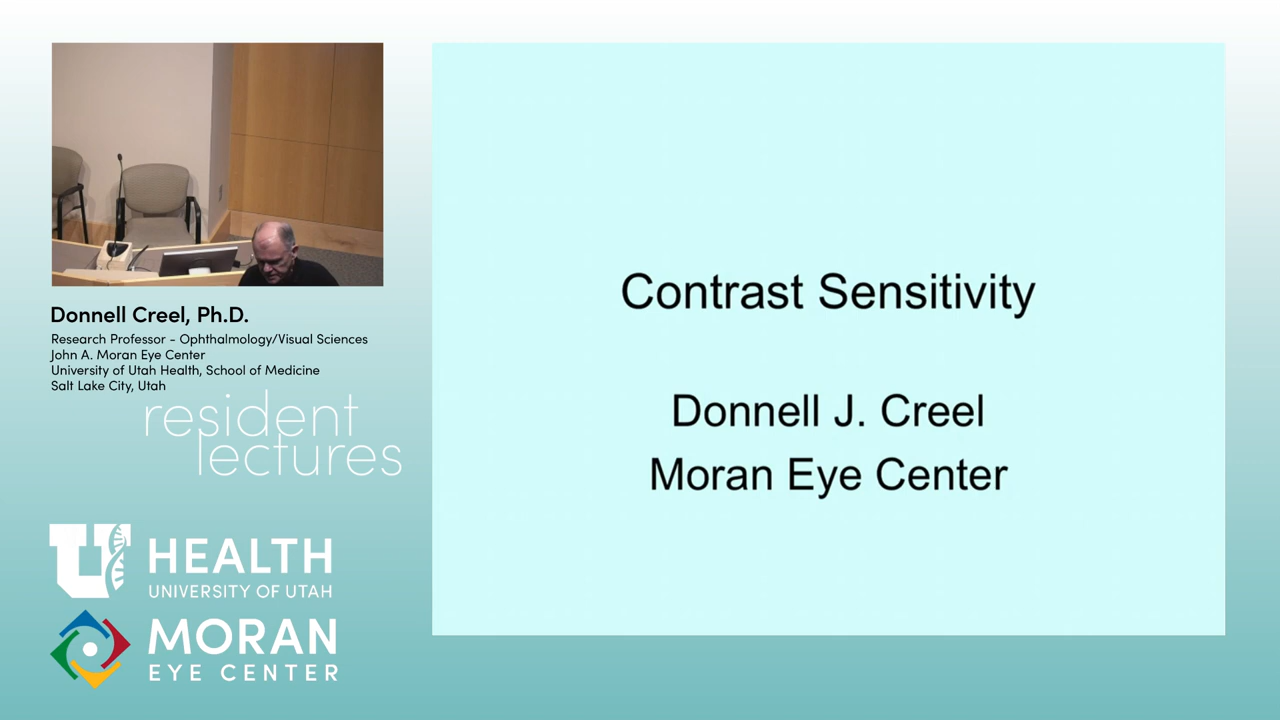 Donnell Creel, Ph.D.
Research Professor - Ophthalmology/Visual Sciences
John A. Moran Eye Center
University of Utah Health, School of Medicine
Salt Lake City, Utah
resident
lectures
U HEALTH
UNIVERSITY OF UTAH
MORAN
EYE CENTER
Contrast Sensitivity
Donnell J. Creel
Moran Eye Center